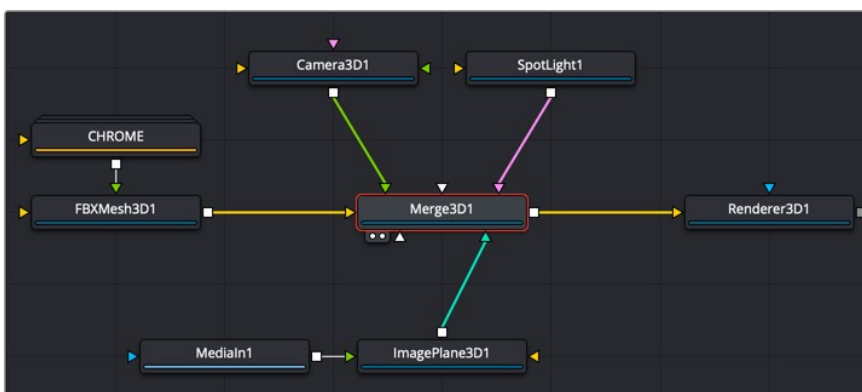 Camera3D1
SpotLight1
CHROME
FBXMesh3D1
Merge3D1
Renderer3D1
MediaIn1
ImagePlane3D1